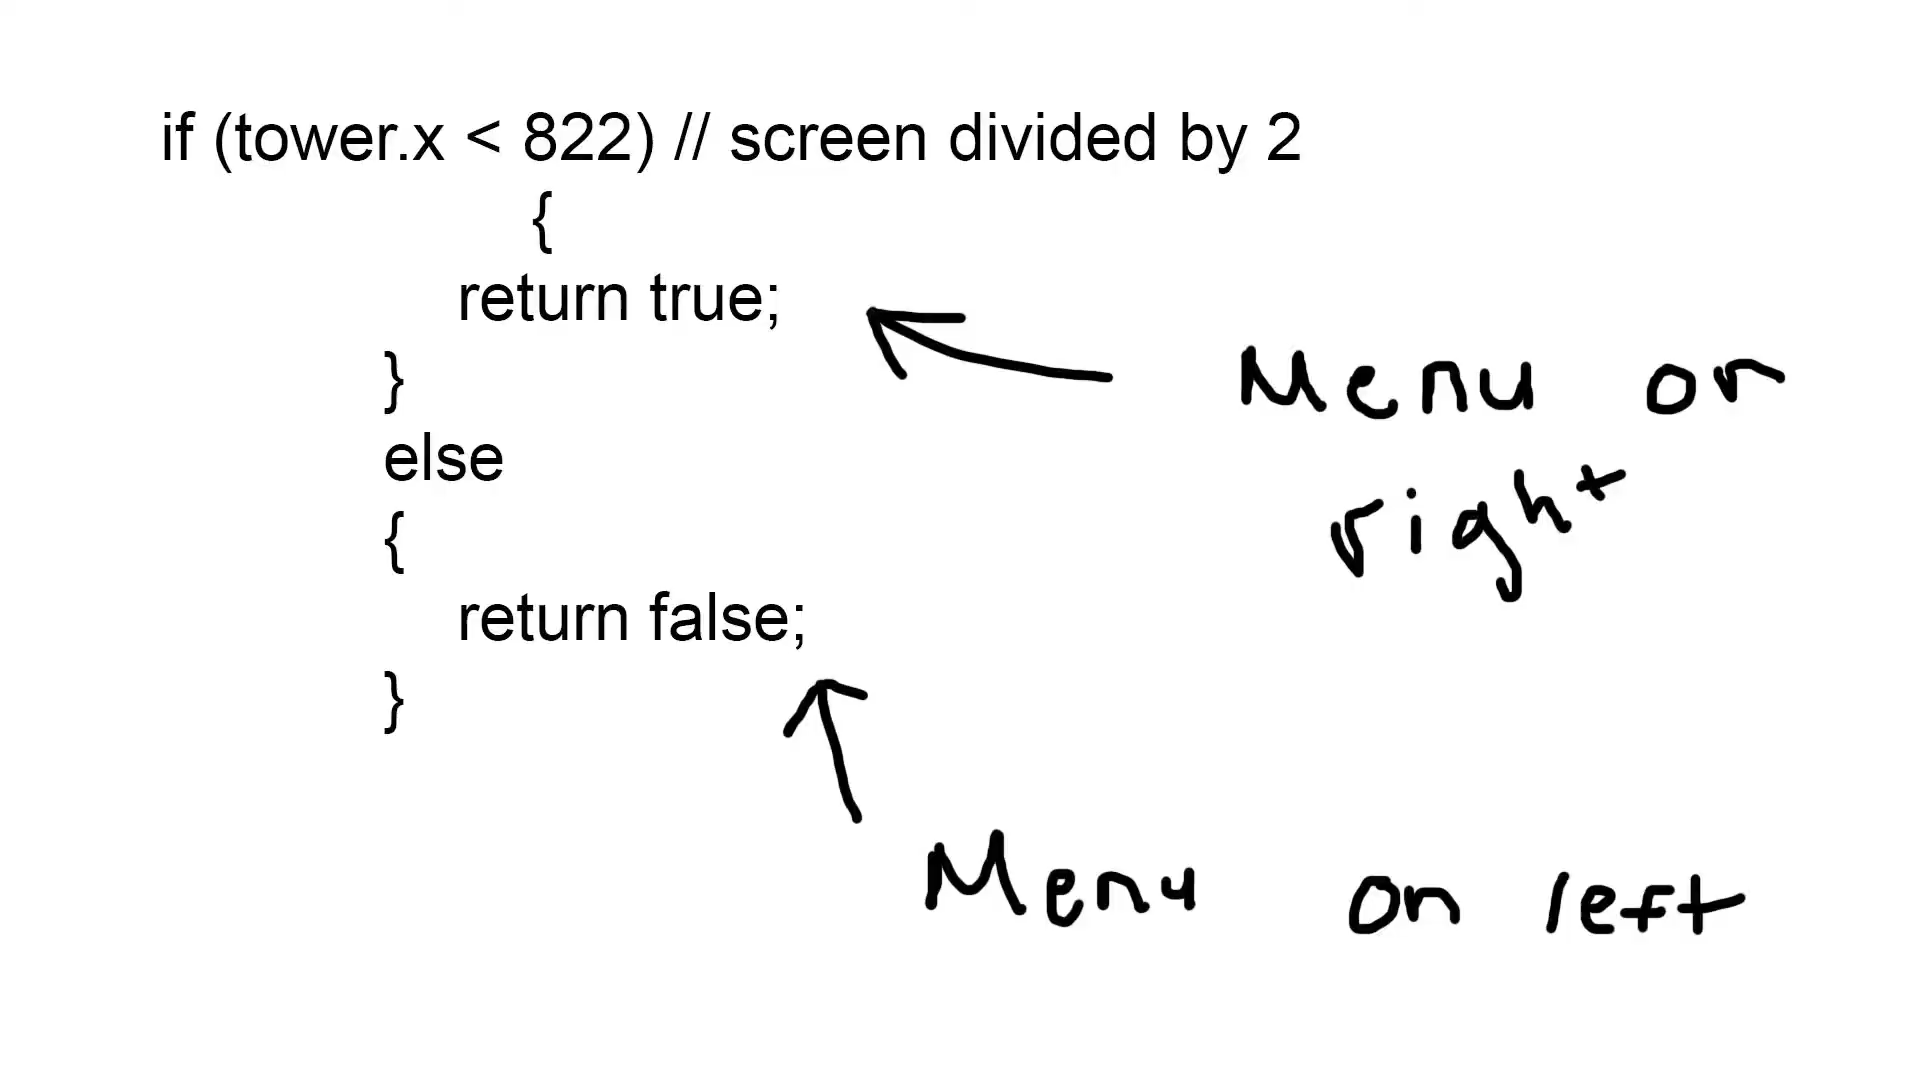 if (tower.x < 822) // screen divided by 2
{
return true;
}
else
{
return false;
}
Menu on
right
Menu on left